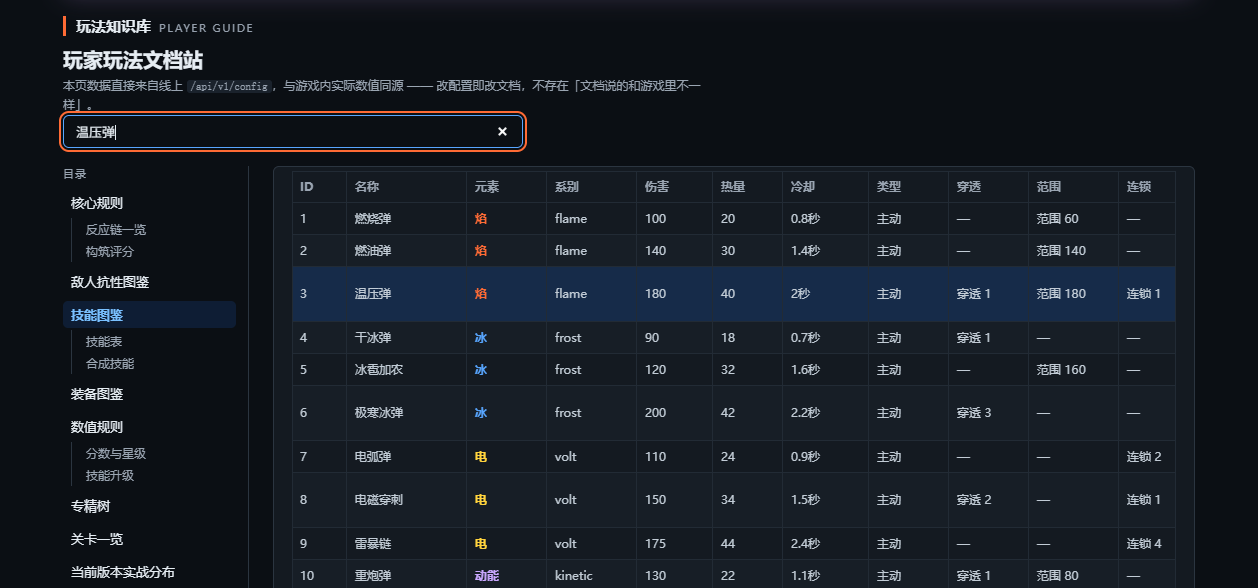 玩法知识库 PLAYER GUIDE
玩家玩法文档站
本页数据直接来自线上 /api/v1/config，与游戏内实际数值同源 —— 改配置即改文档，不存在「文档说的和游戏里不一
样」。
温压弹 ×
目录
核心规则
反应链一览
构筑评分
敌人抗性图鉴
技能图鉴
技能表
合成技能
装备图鉴
数值规则
分数与星级
技能升级
专精树
关卡一览
当前版本实战分布
ID 名称 元素 系别 伤害 热量 冷却 类型 穿透 范围 连锁
1 燃烧弹 焰 flame 100 20 0.8秒 主动 — 范围 60 —
2 燃油弹 焰 flame 140 30 1.4秒 主动 — 范围 140 —
3 温压弹 焰 flame 180 40 2秒 主动 穿透 1 范围 180 连锁 1
4 干冰弹 冰 frost 90 18 0.7秒 主动 穿透 1 — —
5 冰雹加农 冰 frost 120 32 1.6秒 主动 — 范围 160 —
6 极寒冰弹 冰 frost 200 42 2.2秒 主动 穿透 3 — —
7 电弧弹 电 volt 110 24 0.9秒 主动 — — 连锁 2
8 电磁穿刺 电 volt 150 34 1.5秒 主动 穿透 2 — 连锁 1
9 雷暴链 电 volt 175 44 2.4秒 主动 — — 连锁 4
10 重炮弹 动能 kinetic 130 22 1.1秒 主动 穿透 1 范围 80 —